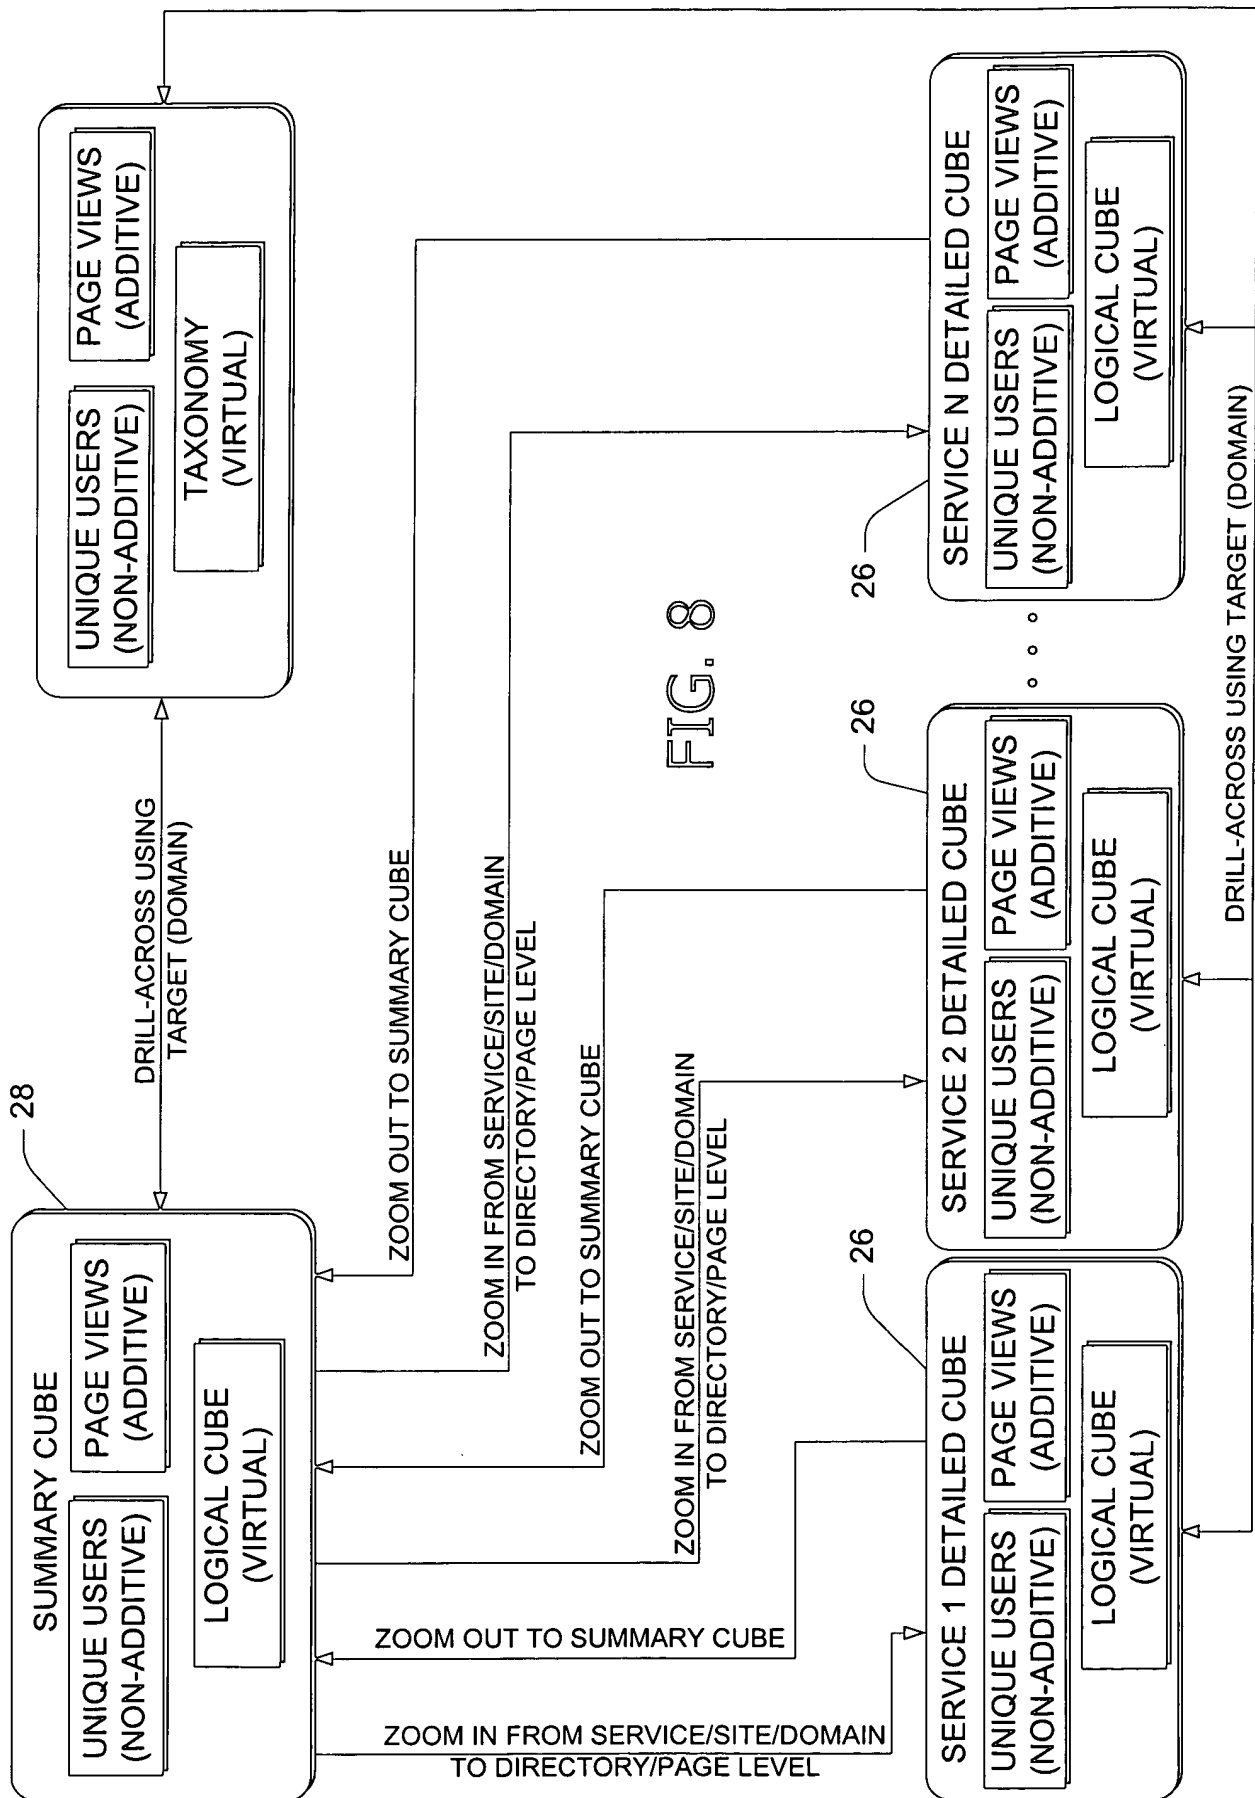 SUMMARY CUBE
28
UNIQUE USERS
(NON-ADDITIVE)
PAGE VIEWS
(ADDITIVE)
LOGICAL CUBE
(VIRTUAL)
DRILL-ACROSS USING
TARGET (DOMAIN)
UNIQUE USERS
(NON-ADDITIVE)
PAGE VIEWS
(ADDITIVE)
TAXONOMY
(VIRTUAL)
ZOOM IN FROM SERVICE/SITE/DOMAIN
TO DIRECTORY/PAGE LEVEL
ZOOM OUT TO SUMMARY CUBE
ZOOM IN FROM SERVICE/SITE/DOMAIN
TO DIRECTORY/PAGE LEVEL
ZOOM OUT TO SUMMARY CUBE
ZOOM IN FROM SERVICE/SITE/DOMAIN
TO DIRECTORY/PAGE LEVEL
ZOOM OUT TO SUMMARY CUBE
FIG. 8
26
SERVICE 1 DETAILED CUBE
UNIQUE USERS
(NON-ADDITIVE)
PAGE VIEWS
(ADDITIVE)
LOGICAL CUBE
(VIRTUAL)
26
SERVICE 2 DETAILED CUBE
UNIQUE USERS
(NON-ADDITIVE)
PAGE VIEWS
(ADDITIVE)
LOGICAL CUBE
(VIRTUAL)
26
SERVICE N DETAILED CUBE
UNIQUE USERS
(NON-ADDITIVE)
PAGE VIEWS
(ADDITIVE)
LOGICAL CUBE
(VIRTUAL)
DRILL-ACROSS USING TARGET (DOMAIN)